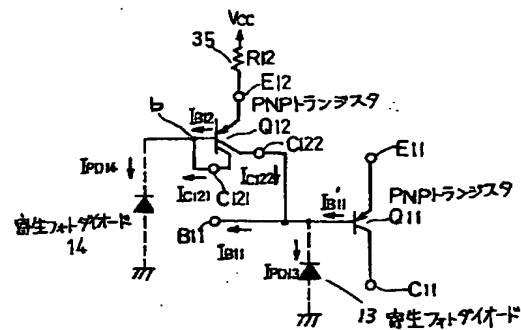 Vcc
35
R12
E12
PNPトランジスタ
b
IB12
Q12
C122
E11
IPD14
IC121
IC122
C121
I'B11
PNPトランジスタ
Q11
寄生フォトダイオード
14
B11
IB11
IPD13
C11
13 寄生フォトダイオード